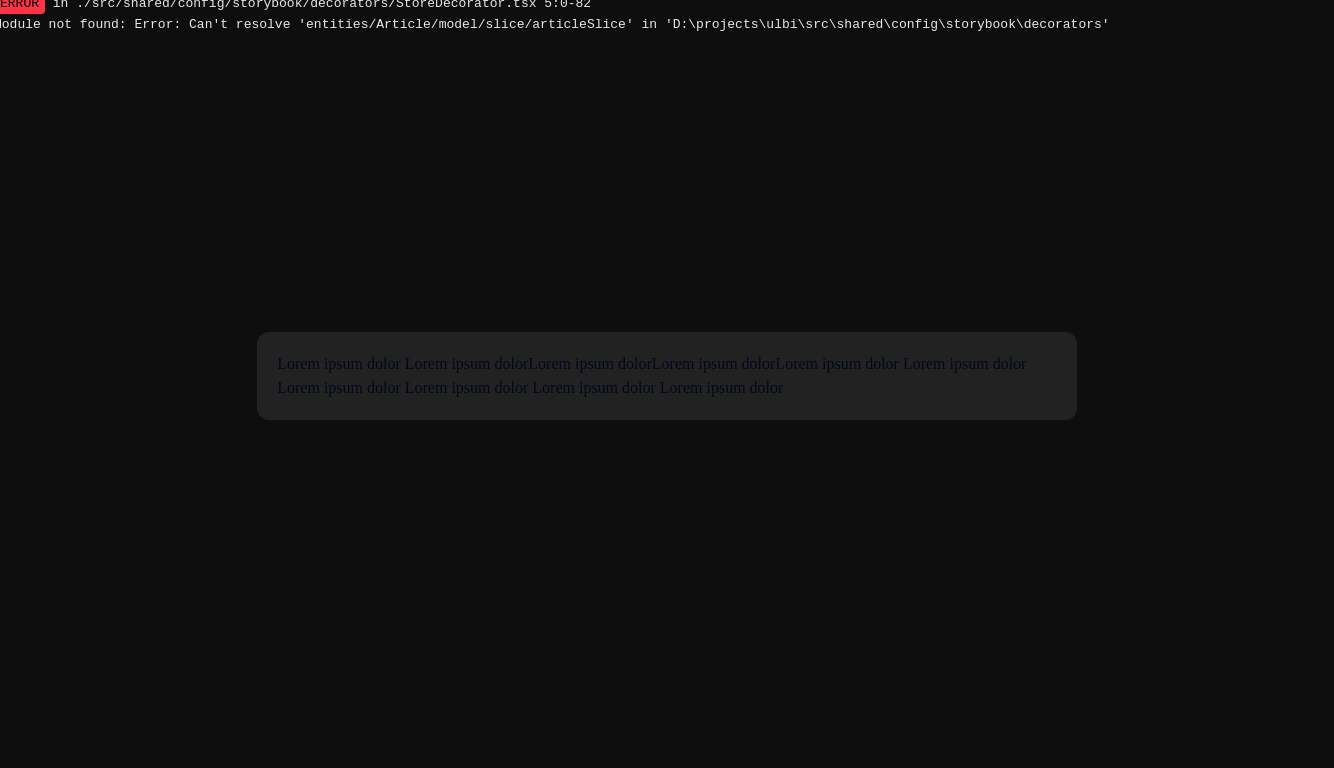 ERROR in ./src/shared/config/storybook/decorators/StoreDecorator.tsx 5:0-82
Module not found: Error: Can't resolve 'entities/Article/model/slice/articleSlice' in 'D:\projects\ulbi\src\shared\config\storybook\decorators'
Lorem ipsum dolor Lorem ipsum dolorLorem ipsum dolorLorem ipsum dolorLorem ipsum dolor Lorem ipsum dolor
Lorem ipsum dolor Lorem ipsum dolor Lorem ipsum dolor Lorem ipsum dolor